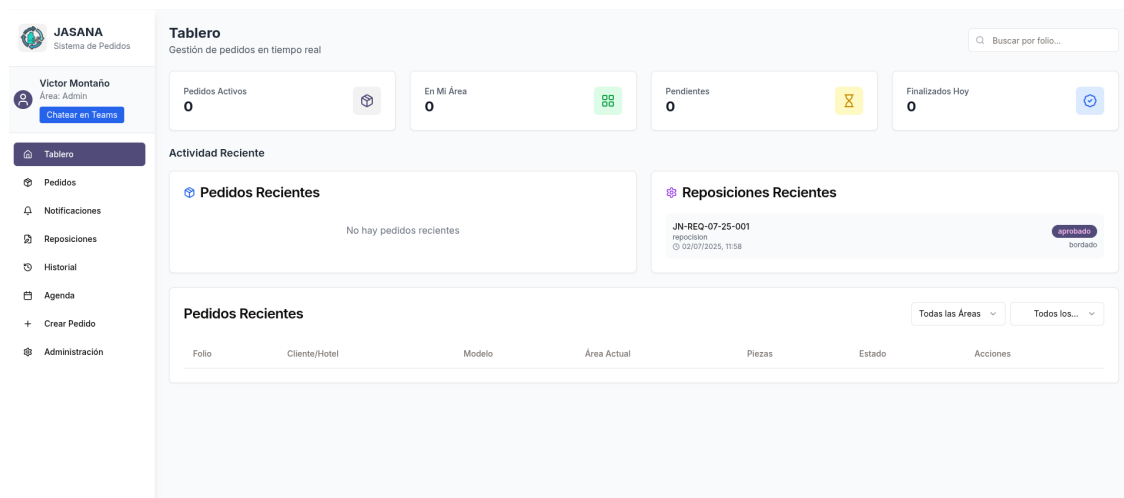 JASANA
Sistema de Pedidos
Victor Montaño
Área: Admin
Chatear en Teams
Tablero
Pedidos
Notificaciones
Reposiciones
Historial
Agenda
Crear Pedido
Administración
Tablero
Gestión de pedidos en tiempo real
Buscar por folio...
Pedidos Activos
0
En Mi Área
0
Pendientes
0
Finalizados Hoy
0
Actividad Reciente
Pedidos Recientes
No hay pedidos recientes
Reposiciones Recientes
JN-REQ-07-25-001
repocision
02/07/2025, 11:58
aprobado
bordado
Pedidos Recientes
Todas las Áreas
Todos los...
Folio Cliente/Hotel Modelo Área Actual Piezas Estado Acciones